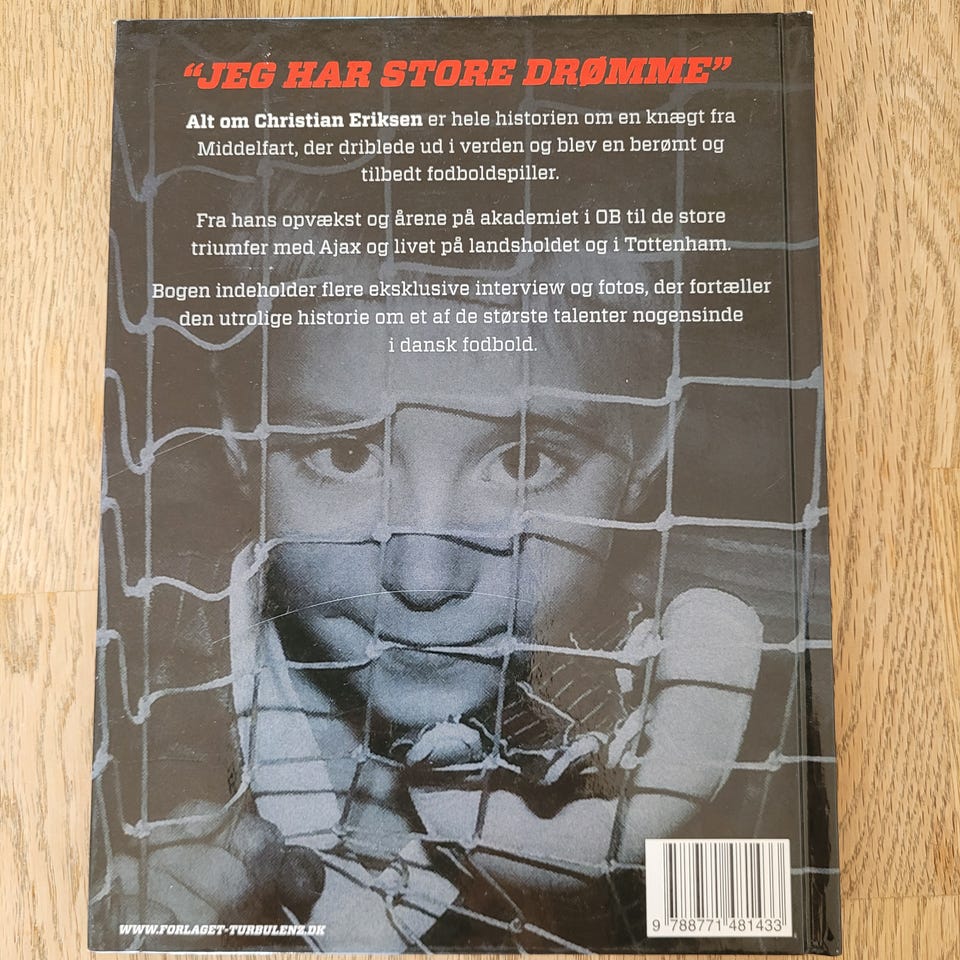 “JEG HAR STORE DRØMME”
Alt om Christian Eriksen er hele historien om en knægt fra
Middelfart, der driblede ud i verden og blev en berømt og
tilbedt fodboldspiller.
Fra hans opvækst og årene på akademiet i OB til de store
triumfer med Ajax og livet på landsholdet og i Tottenham.
Bogen indeholder flere eksklusive interview og fotos, der fortæller
den utrolige historie om et af de største talenter nogensinde
i dansk fodbold.
WWW.FORLAGET-TURBULENZ.DK
9 788771 481433